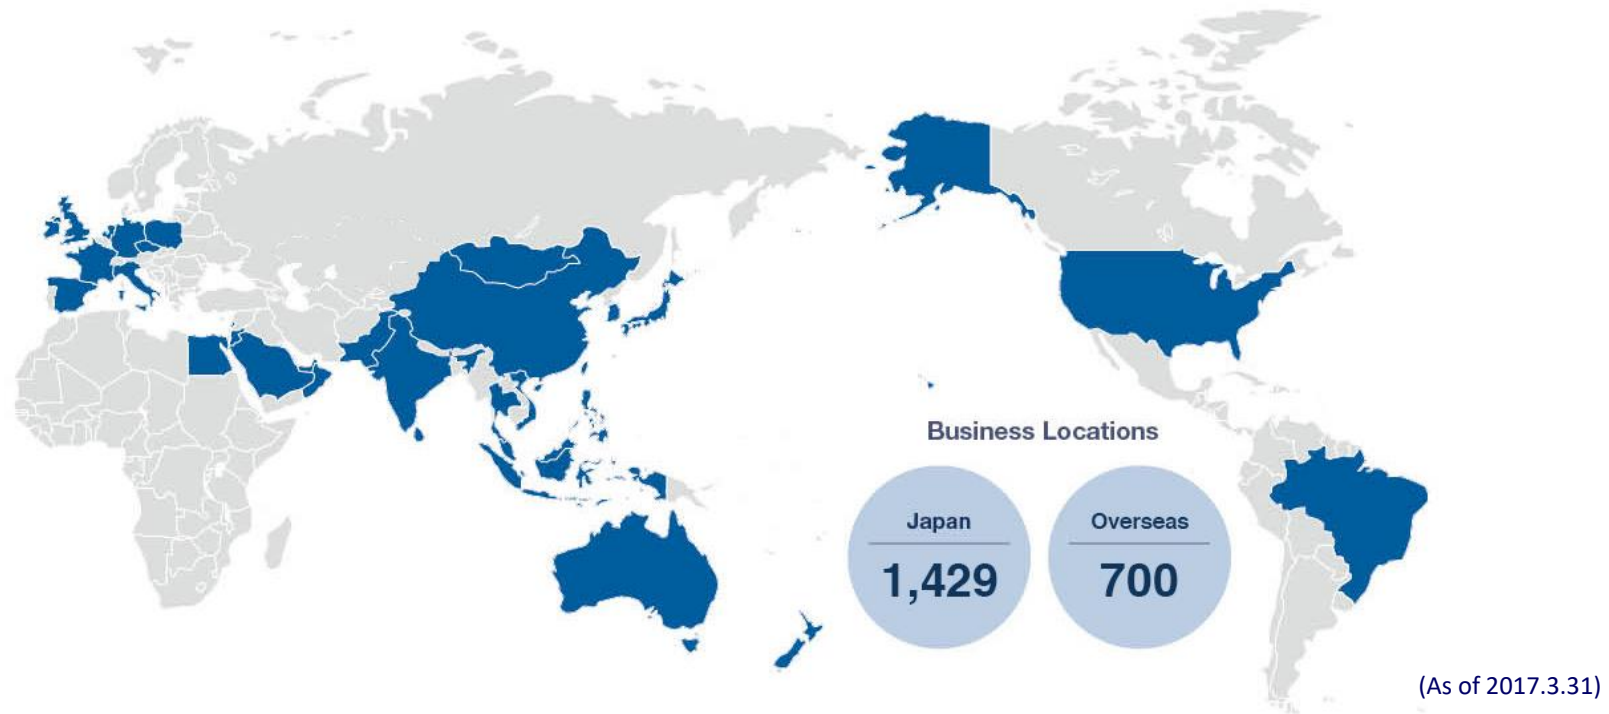 Business Locations
Japan
1,429
Overseas
700
(As of 2017.3.31)